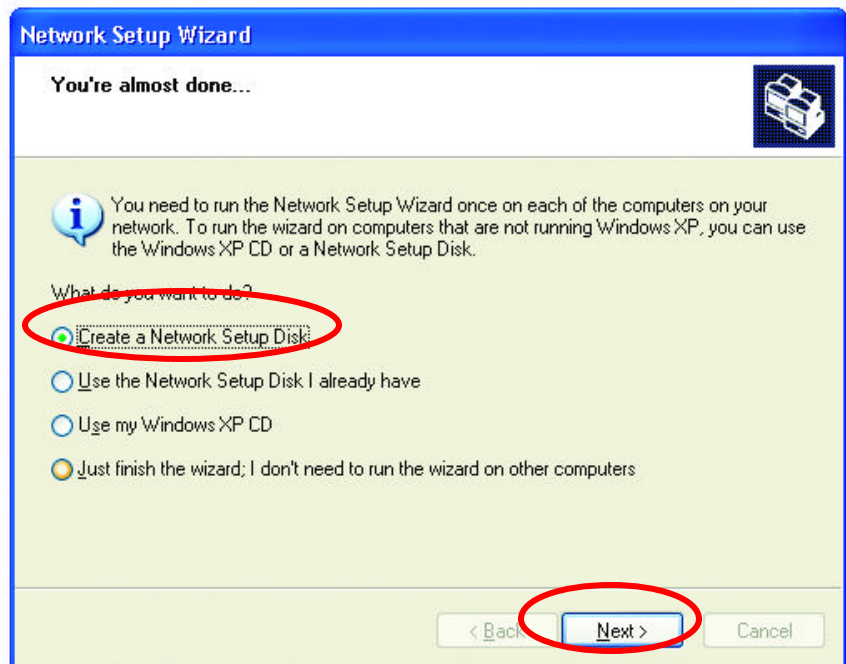 Network Setup Wizard
You're almost done...
You need to run the Network Setup Wizard once on each of the computers on your
network. To run the wizard on computers that are not running Windows XP, you can use
the Windows XP CD or a Network Setup Disk.
What do you want to do?
Create a Network Setup Disk
Use the Network Setup Disk I already have
Use my Windows XP CD
Just finish the wizard; I don't need to run the wizard on other computers
< Back Next > Cancel